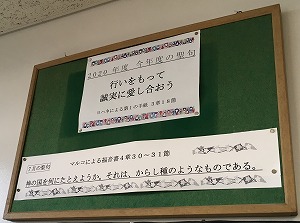 2020年度 今年度の聖句
行いをもって
誠実に愛し合おう
ヨハネによる第1の手紙 3章18節
マルコによる福音書4章30～31節
7月の聖句
神の国を何にたとえようか。それは、からし種のようなものである。